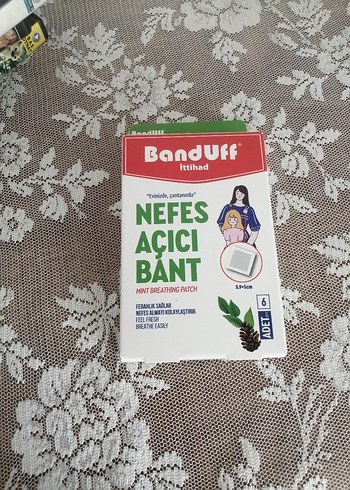 BandUff
BandUff®
İttihad
"Evinizde, çantanızda"
NEFES
AÇICI
BANT
MINT BREATHING PATCH
5.9*5cm
FERAHLIK SAĞLAR
NEFES ALMAYI KOLAYLAŞTIRIR
FEEL FRESH
BREATHE EASILY
6
ADET